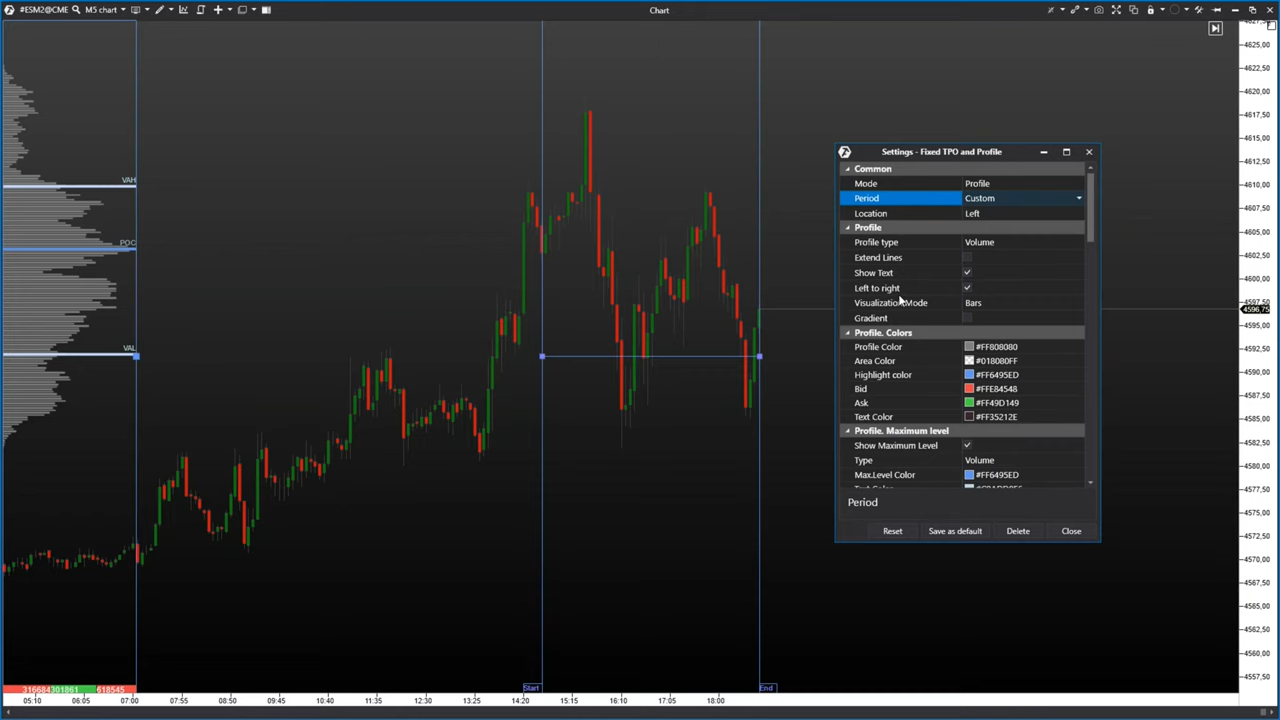 #ESM2@CME M5 chart
Chart
4625,00
4622,50
4620,00
4617,50
4615,00
4612,50
4610,00
4607,50
4605,00
4602,50
4600,00
4597,50
4596,75
4595,00
4592,50
4590,00
4587,50
4585,00
4582,50
4580,00
4577,50
4575,00
4572,50
4570,00
4567,50
4565,00
4562,50
4560,00
4557,50
VAH
POC
VAL
Settings - Fixed TPO and Profile
Common
Mode Profile
Period Custom
Location Left
Profile
Profile type Volume
Extend Lines
Show Text
Left to right
Visualization Mode Bars
Gradient
Profile. Colors
Profile Color #FF808080
Area Color #018080FF
Highlight color #FF6495ED
Bid #FFE84548
Ask #FF49D149
Text Color #FF35212E
Profile. Maximum level
Show Maximum Level
Type Volume
Max.Level Color #FF6495ED
Period
Reset Save as default Delete Close
Start End
316684 301861 618545
05:10 06:05 07:00 07:55 08:50 09:45 10:40 11:35 12:30 13:25 14:20 15:15 16:10 17:05 18:00